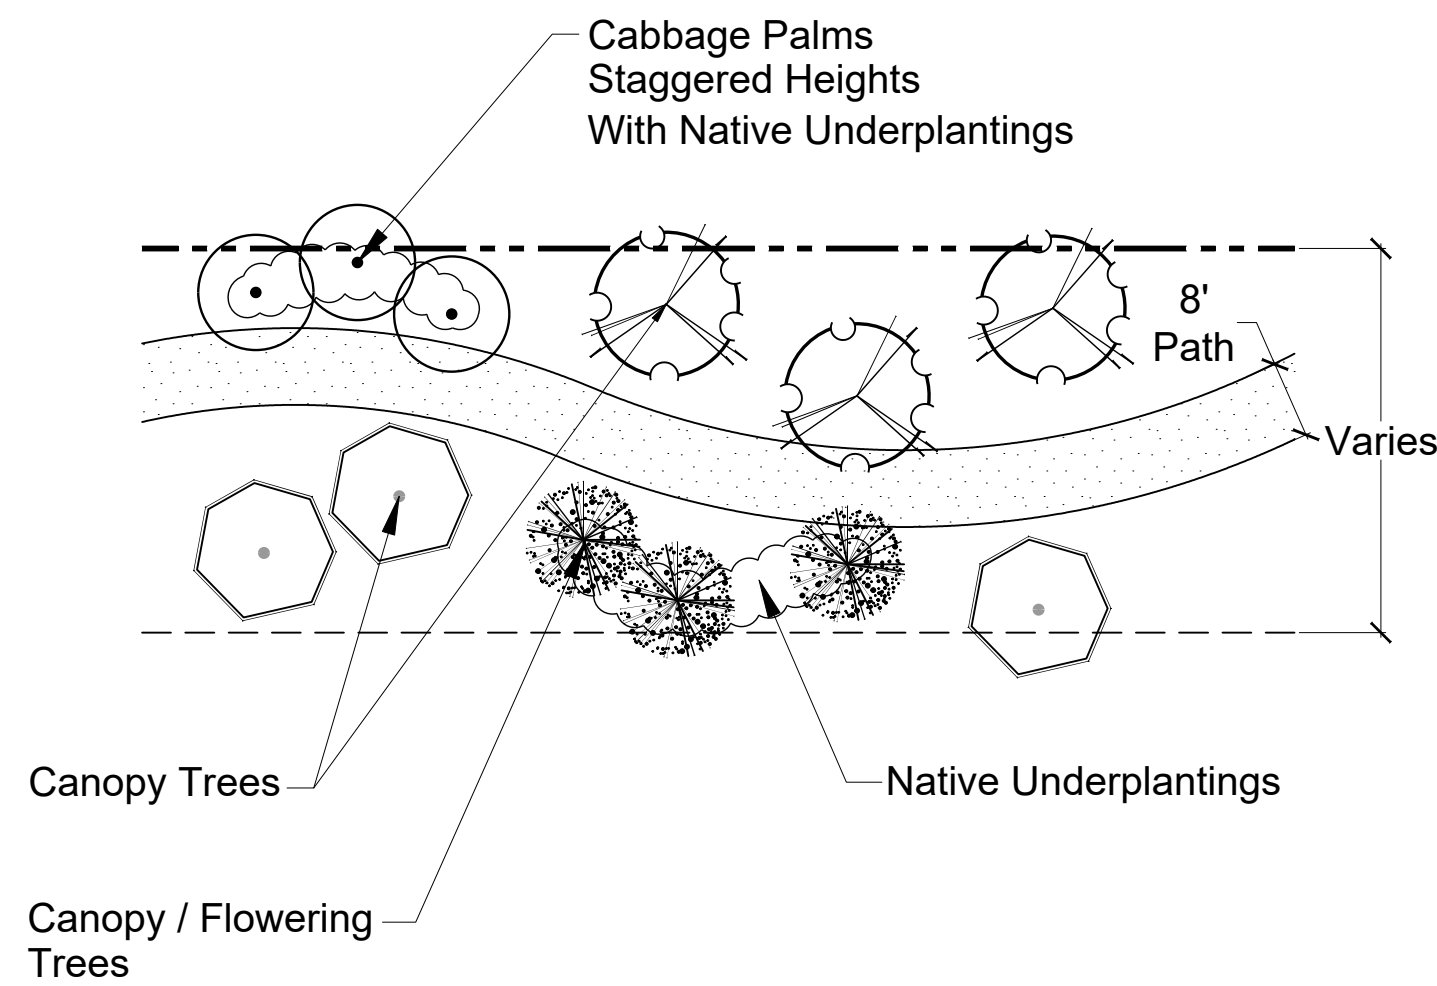 Cabbage Palms
Staggered Heights
With Native Underplantings
8'
Path
Varies
Canopy Trees
Native Underplantings
Canopy / Flowering
Trees